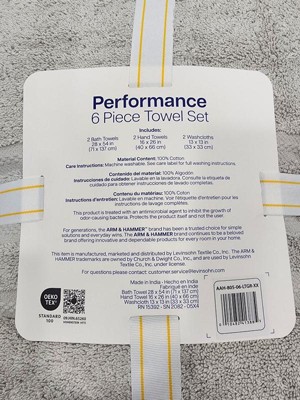 Performance
6 Piece Towel Set
Includes:
2 Bath Towels
28 x 54 in
(71 x 137 cm)
2 Hand Towels
16 x 26 in
(40 x 66 cm)
2 Washcloths
13 x 13 in
(33 x 33 cm)
Material Content: 100% Cotton
Care Instructions: Machine washable. See care label for full washing instructions.
Contenido del material: 100% Algodón
Instrucciones de cuidado: Lavable en la lavadora. Consulte la etiqueta de
cuidado para obtener instrucciones de lavado completas.
Contenu du matériau: 100% Coton
Instructions d'entretien: Lavable en machine. Voir l'étiquette d'entretien pour
les instructions de lavage complètes.
This product is treated with an antimicrobial agent to inhibit the growth of
odor-causing bacteria. Protects the product itself and not the user.
For generations, the ARM & HAMMER brand has been a trusted choice for simple
solutions and everyday wins. The ARM & HAMMER brand continues to be a beloved
brand offering innovative and dependable products for every room in your home.
This item is manufactured, marketed and distributed by Levinsohn Textile Co, Inc. The ARM &
HAMMER trademarks are owned by Church & Dwight Co., Inc., and are used by Levinsohn
Textile Co, Inc. under license.
For questions please contact customer.service@levinsohn.com
Made in India - Hecho en India
Fabriqué en Inde
Bath Towel 28 x 54 in (71 x 137 cm)
Hand Towel 16 x 26 in (40 x 66 cm)
Washcloth 13 x 13 in (33 x 33 cm)
OEKO
TEX
STANDARD
100
AAH-805-06-LTGR-XX